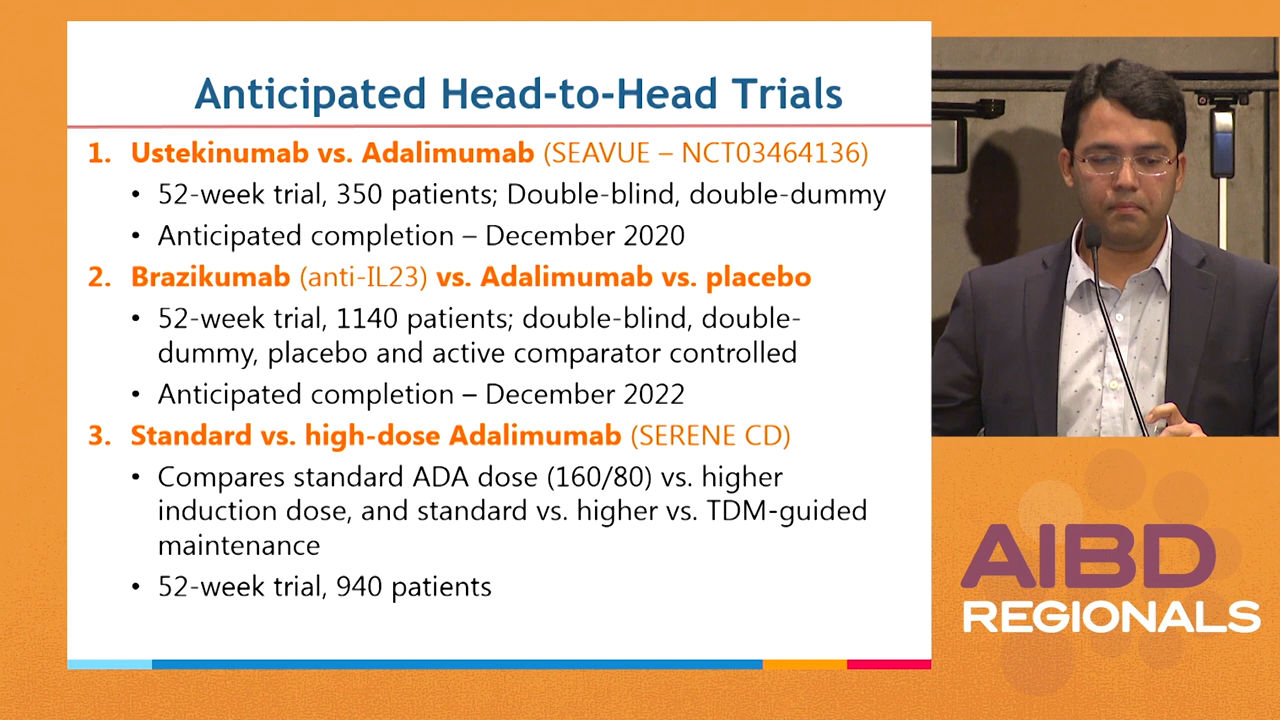 Anticipated Head-to-Head Trials
1. Ustekinumab vs. Adalimumab (SEAVUE – NCT03464136)
• 52-week trial, 350 patients; Double-blind, double-dummy
• Anticipated completion – December 2020
2. Brazikumab (anti-IL23) vs. Adalimumab vs. placebo
• 52-week trial, 1140 patients; double-blind, double-
dummy, placebo and active comparator controlled
• Anticipated completion – December 2022
3. Standard vs. high-dose Adalimumab (SERENE CD)
• Compares standard ADA dose (160/80) vs. higher
induction dose, and standard vs. higher vs. TDM-guided
maintenance
• 52-week trial, 940 patients
AIBD
REGIONALS